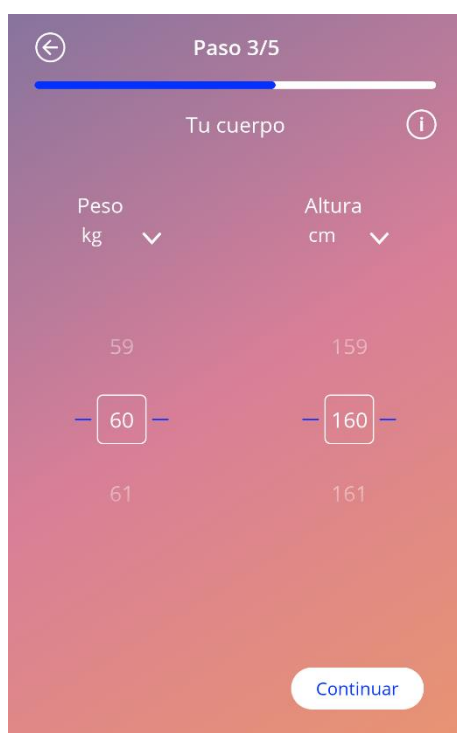 Paso 3/5
Tu cuerpo
Peso Altura
kg cm
59 159
60 160
61 161
Continuar